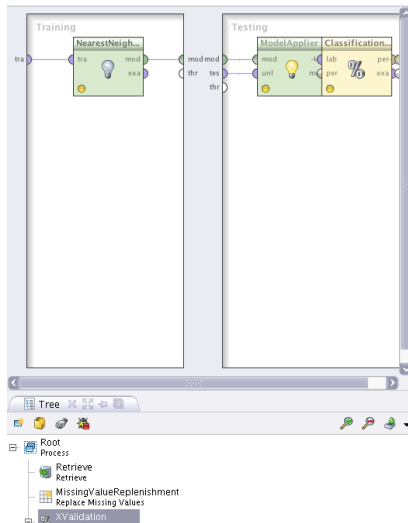 Training
Testing
NearestNeigh...
ModelApplier
Classification...
tra
tra
mod
exa
mod
thr
mod
tes
thr
mod
unl
lab
m
lab
per
per
exa
Tree
Root
Process
Retrieve
Retrieve
MissingValueReplenishment
Replace Missing Values
XValidation